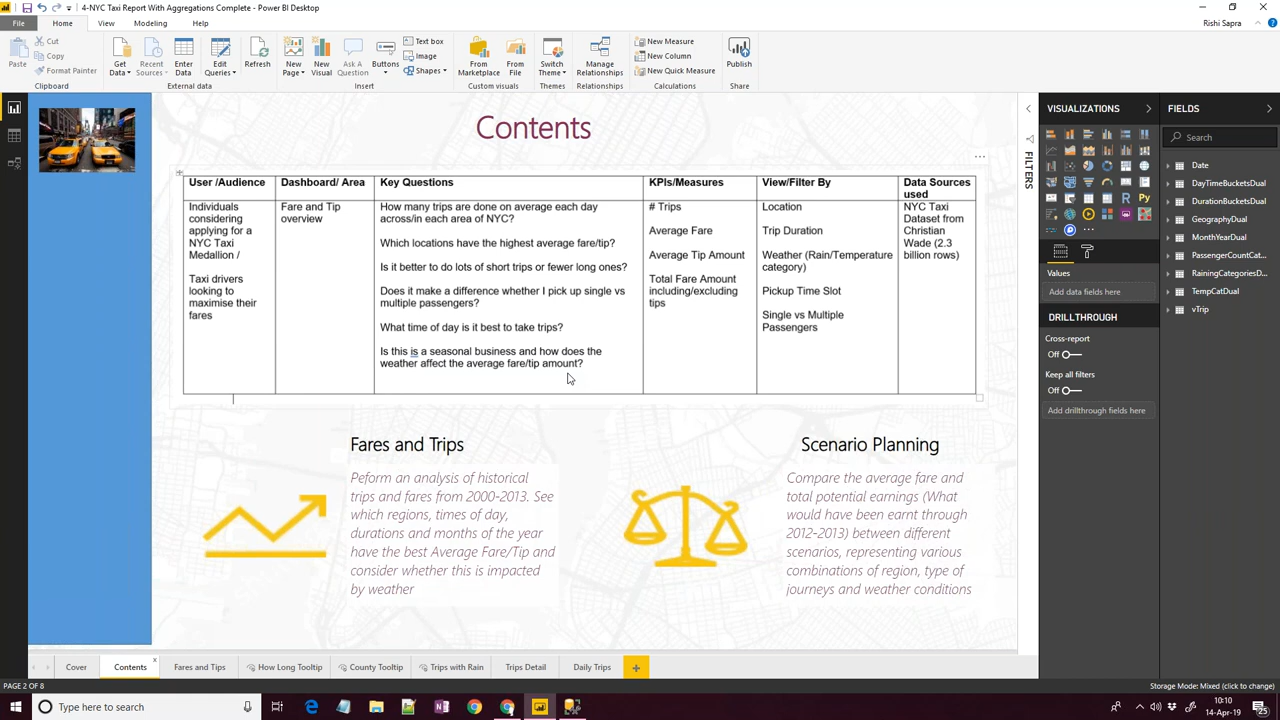 4-NYC Taxi Report With Aggregations Complete - Power BI Desktop
Rishi Sapra
File Home View Modeling Help
Paste
Cut
Copy
Format Painter
Clipboard
Get Data
Recent Sources
Enter Data
Edit Queries
External data
Refresh
New Page
New Visual
Ask A Question
Buttons
Text box
Image
Shapes
Insert
From Marketplace
From File
Custom visuals
Switch Theme
Themes
Manage Relationships
Relationships
New Measure
New Column
New Quick Measure
Calculations
Publish
Share
Contents
User /Audience
Dashboard/ Area
Key Questions
KPIs/Measures
View/Filter By
Data Sources
used
Individuals
considering
applying for a
NYC Taxi
Medallion /
Taxi drivers
looking to
maximise their
fares
Fare and Tip
overview
How many trips are done on average each day
across/in each area of NYC?
Which locations have the highest average fare/tip?
Is it better to do lots of short trips or fewer long ones?
Does it make a difference whether I pick up single vs
multiple passengers?
What time of day is it best to take trips?
Is this is a seasonal business and how does the
weather affect the average fare/tip amount?
# Trips
Average Fare
Average Tip Amount
Total Fare Amount
including/excluding
tips
Location
Trip Duration
Weather (Rain/Temperature
category)
Pickup Time Slot
Single vs Multiple
Passengers
NYC Taxi
Dataset from
Christian
Wade (2.3
billion rows)
Fares and Trips
Peform an analysis of historical
trips and fares from 2000-2013. See
which regions, times of day,
durations and months of the year
have the best Average Fare/Tip and
consider whether this is impacted
by weather
Scenario Planning
Compare the average fare and
total potential earnings (What
would have been earnt through
2012-2013) between different
scenarios, representing various
combinations of region, type of
journeys and weather conditions
FILTERS
VISUALIZATIONS
R Py
Values
Add data fields here
DRILLTHROUGH
Cross-report
Off
Keep all filters
Off
Add drillthrough fields here
FIELDS
Search
Date
DayTimeBucketsDual
DurationBucketsDual
GeographyDual
MonthYearDual
PassengerCountCat...
RainingCategoriesD...
TempCatDual
vTrip
Cover Contents Fares and Tips How Long Tooltip County Tooltip Trips with Rain Trips Detail Daily Trips
PAGE 2 OF 8
Storage Mode: Mixed (click to change)
Type here to search
10:10
14-Apr-19
25